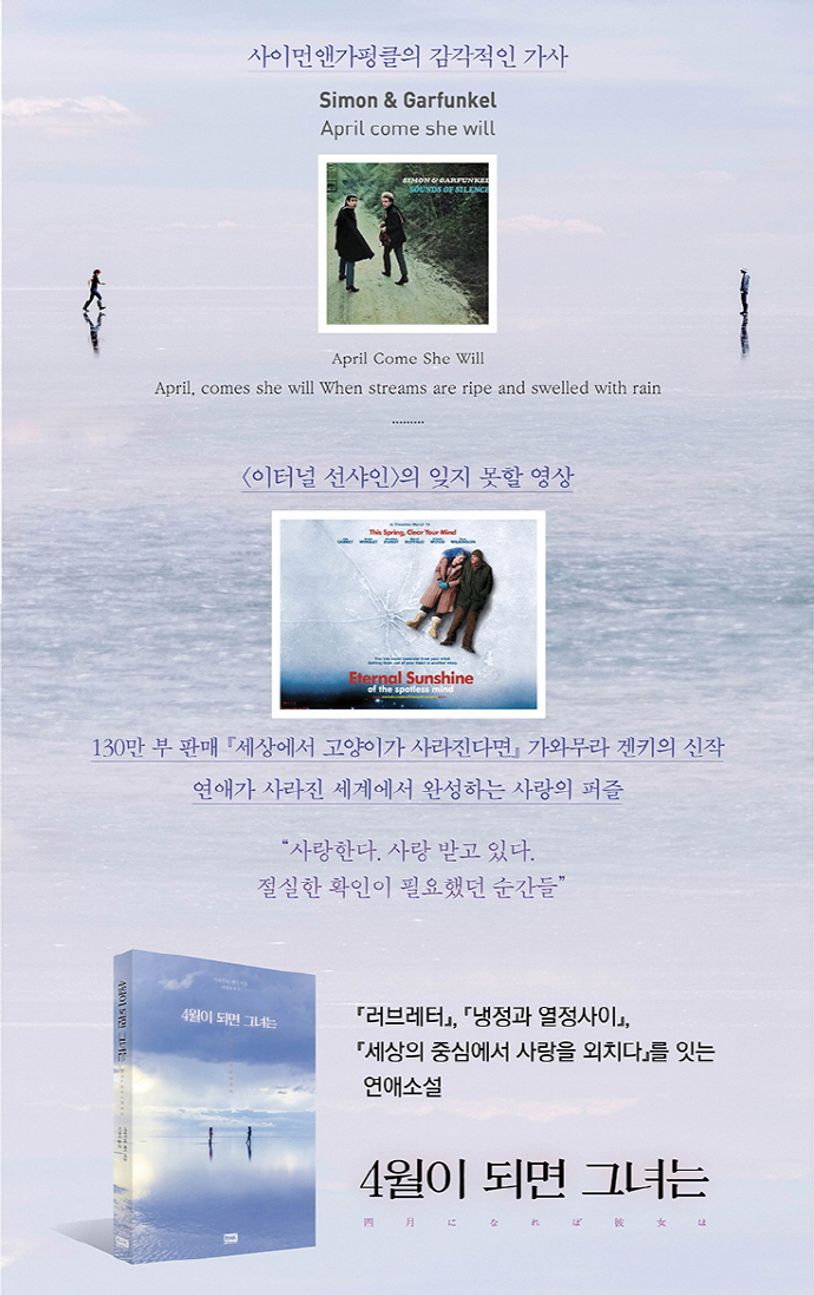 사이먼앤가펑클의 감각적인 가사
Simon & Garfunkel
April come she will
SIMON & GARFUNKEL
SOUNDS OF SILENCE
April Come She Will
April, comes she will When streams are ripe and swelled with rain
·········
〈이터널 선샤인〉의 잊지 못할 영상
This Spring, Clear Your Mind
Eternal Sunshine
of the spotless mind
130만 부 판매 『세상에서 고양이가 사라진다면』 가와무라 겐키의 신작
연애가 사라진 세계에서 완성하는 사랑의 퍼즐
“사랑한다. 사랑 받고 있다.
절실한 확인이 필요했던 순간들”
4월이 되면 그녀는
4월이 되면 그녀는
『러브레터』, 『냉정과 열정사이』,
『세상의 중심에서 사랑을 외치다』를 잇는
연애소설
4월이 되면 그녀는
四月になれば彼女は